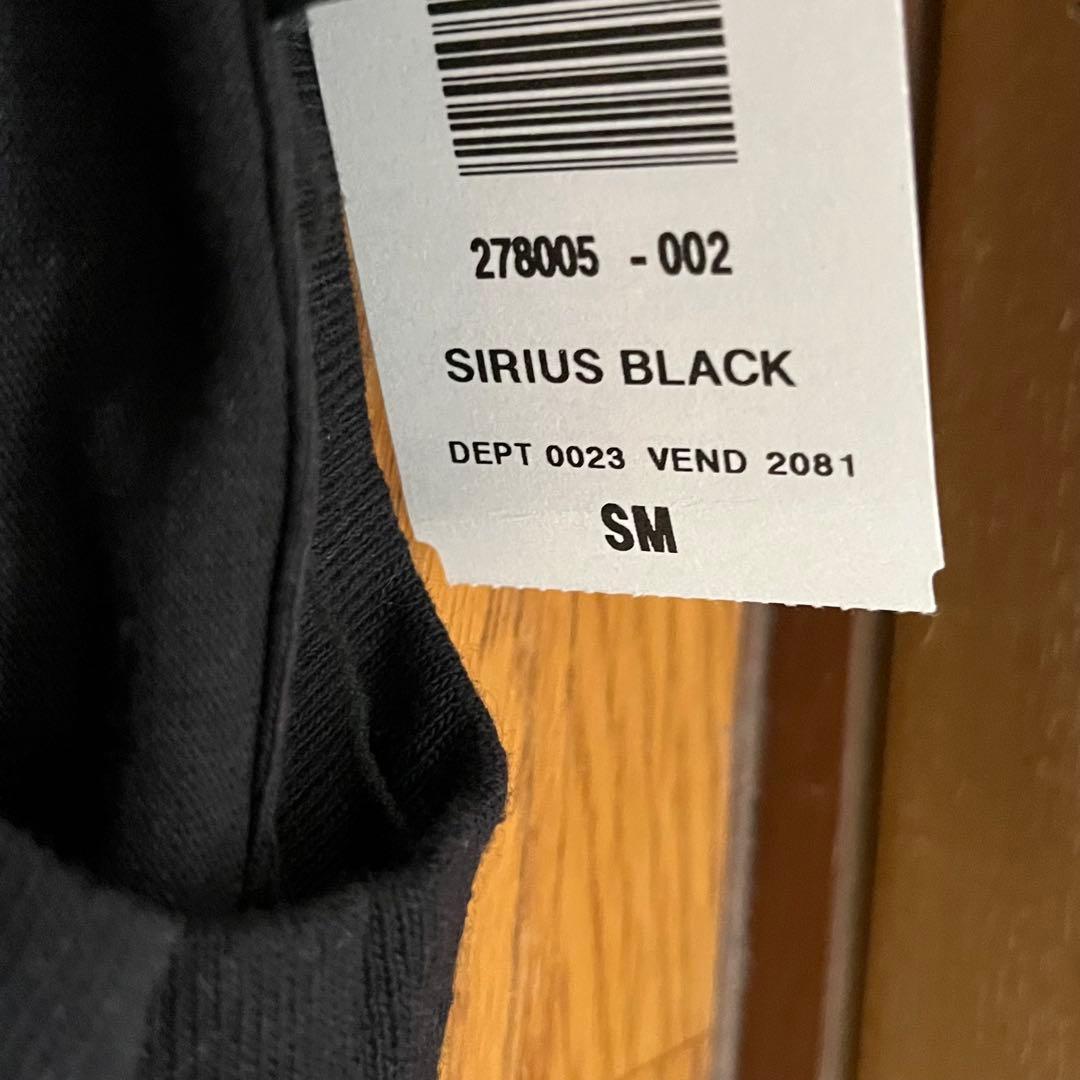 278005 - 002
SIRIUS BLACK
DEPT 0023 VEND 2081
SM